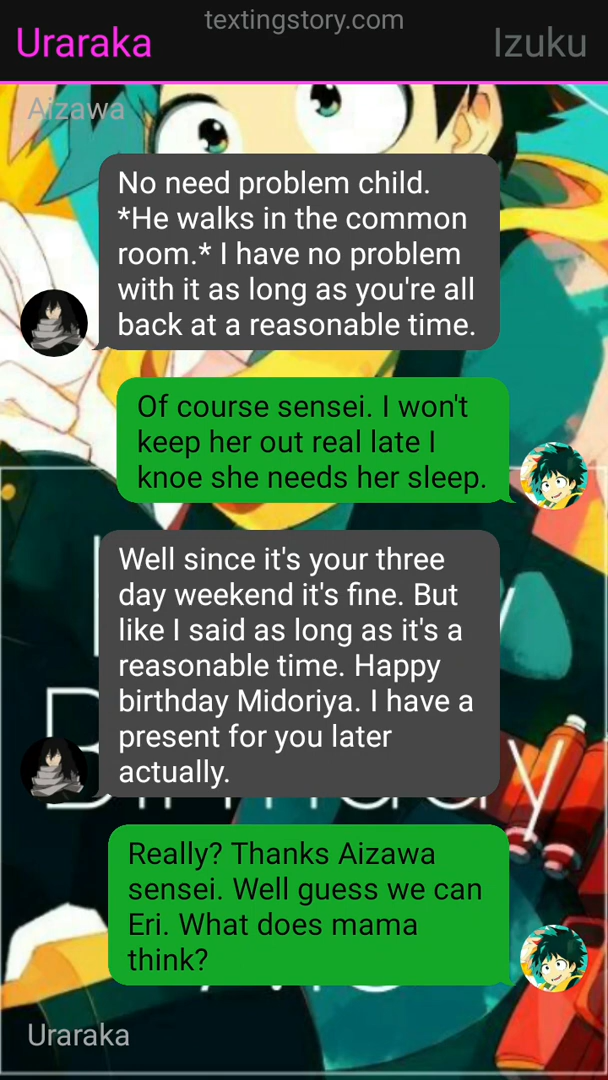 textingstory.com
Uraraka
Izuku
Aizawa
No need problem child.
*He walks in the common
room.* I have no problem
with it as long as you're all
back at a reasonable time.
Of course sensei. I won't
keep her out real late I
knoe she needs her sleep.
Well since it's your three
day weekend it's fine. But
like I said as long as it's a
reasonable time. Happy
birthday Midoriya. I have a
present for you later
actually.
Really? Thanks Aizawa
sensei. Well guess we can
Eri. What does mama
think?
Uraraka